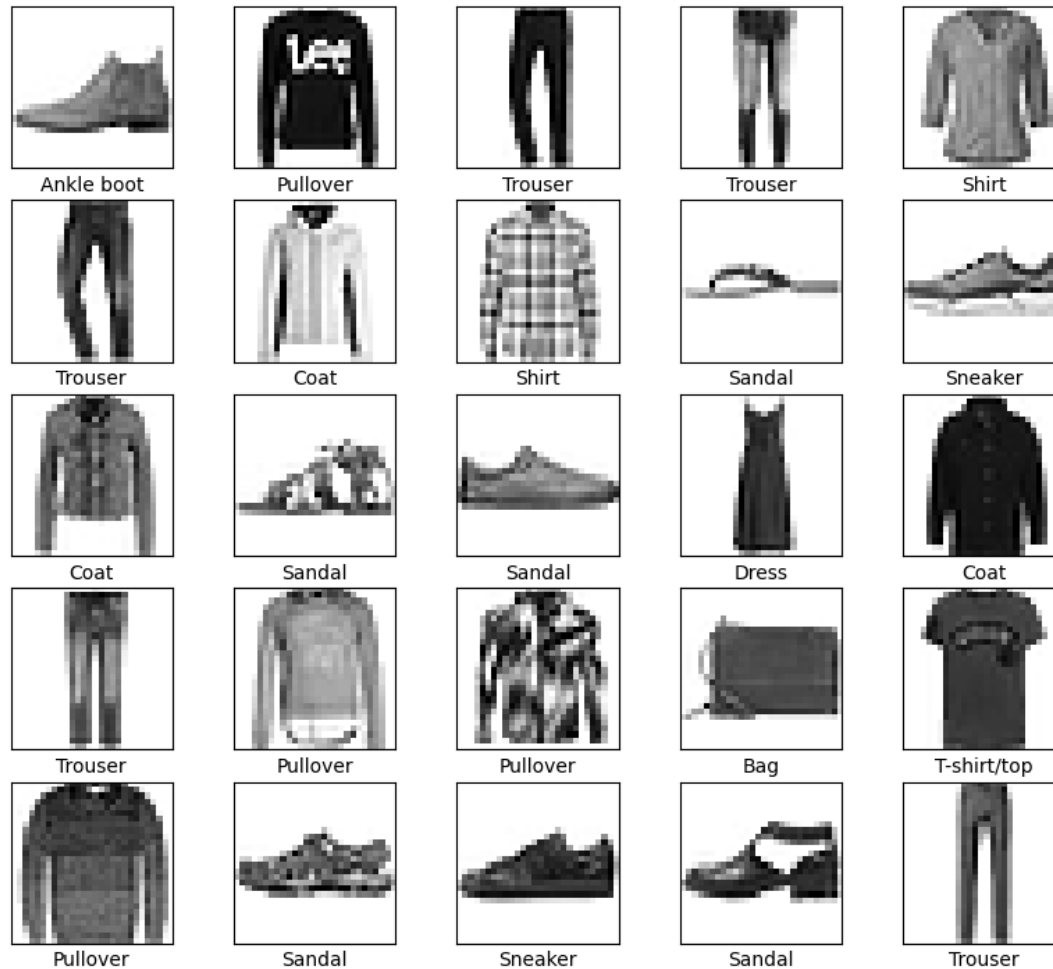 Lee
Ankle boot
Pullover
Trouser
Trouser
Shirt
Trouser
Coat
Shirt
Sandal
Sneaker
Coat
Sandal
Sandal
Dress
Coat
Trouser
Pullover
Pullover
Bag
T-shirt/top
Pullover
Sandal
Sneaker
Sandal
Trouser